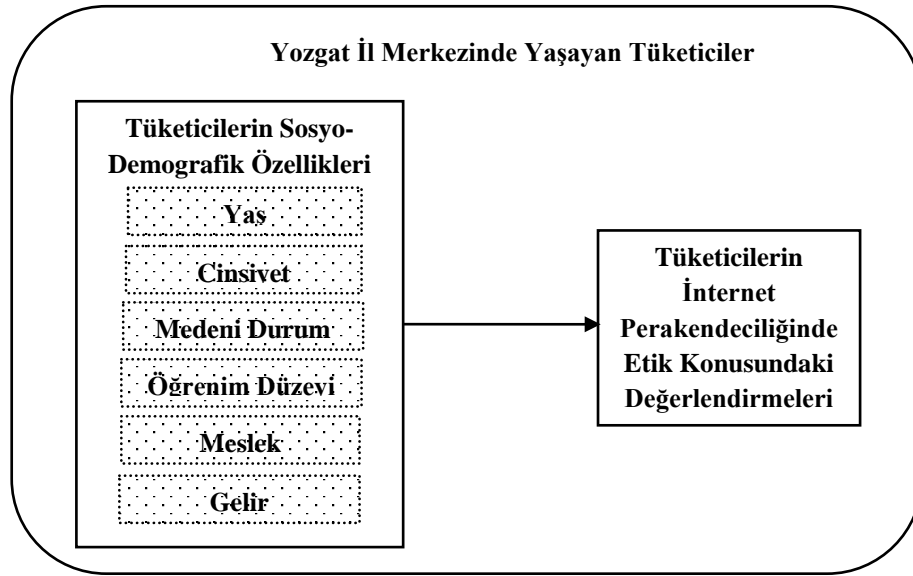 Yozgat İl Merkezinde Yaşayan Tüketiciler
Tüketicilerin Sosyo-
Demografik Özellikleri
Yaş
Cinsiyet
Medeni Durum
Öğrenim Düzeyi
Meslek
Gelir
Tüketicilerin
İnternet
Perakendeciliğinde
Etik Konusundaki
Değerlendirmeleri